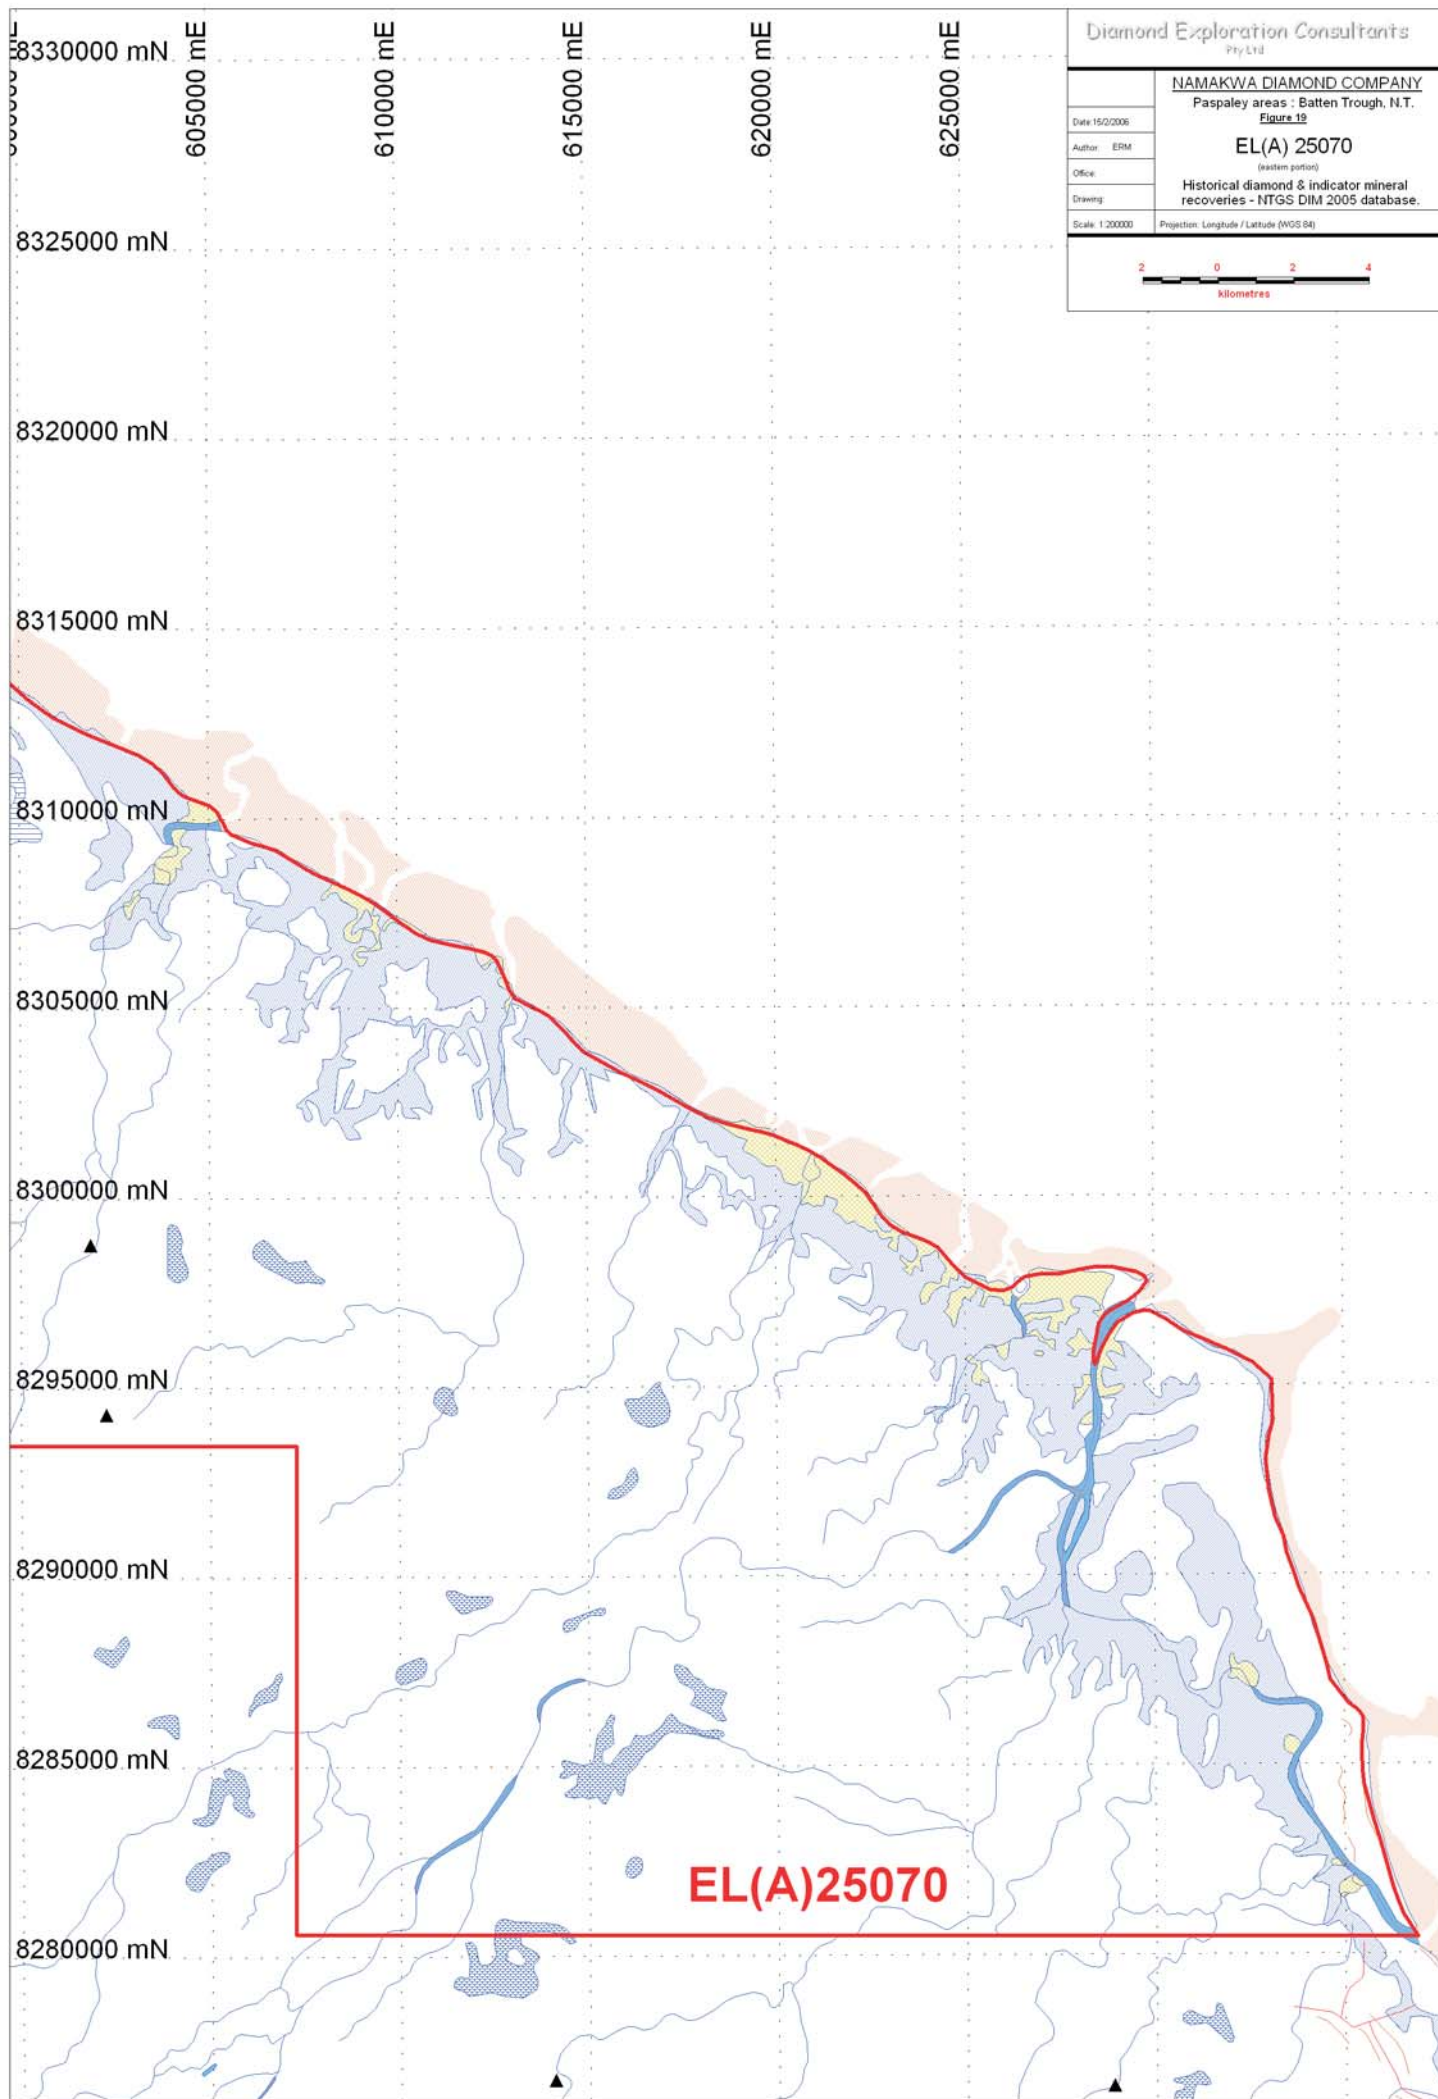 8330000 mN
605000 mE
610000 mE
615000 mE
620000 mE
625000 mE
Diamond Exploration Consultants
Pty Ltd
NAMAKWA DIAMOND COMPANY
Paspaley areas : Batten Trough, N.T.
Figure 19
EL(A) 25070
(eastern portion)
Historical diamond & indicator mineral
recoveries - NTGS DIM 2005 database.
Date: 15/2/2006
Author: ERM
Office:
Drawing:
Scale: 1:200000
Projection: Longitude / Latitude (WGS 84)
2 0 2 4
kilometres
8325000 mN
8320000 mN
8315000 mN
8310000 mN
8305000 mN
8300000 mN
8295000 mN
8290000 mN
8285000 mN
EL(A)25070
8280000 mN